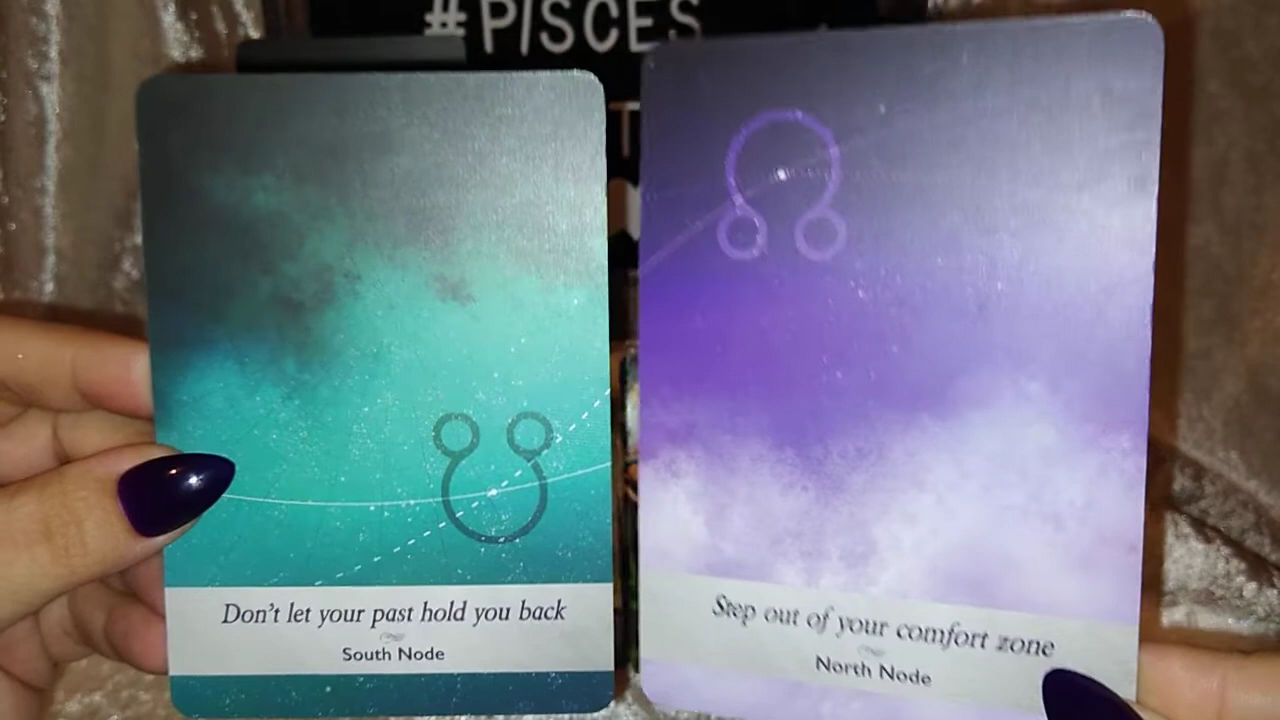 #PISCES
Don't let your past hold you back
South Node
Step out of your comfort zone
North Node